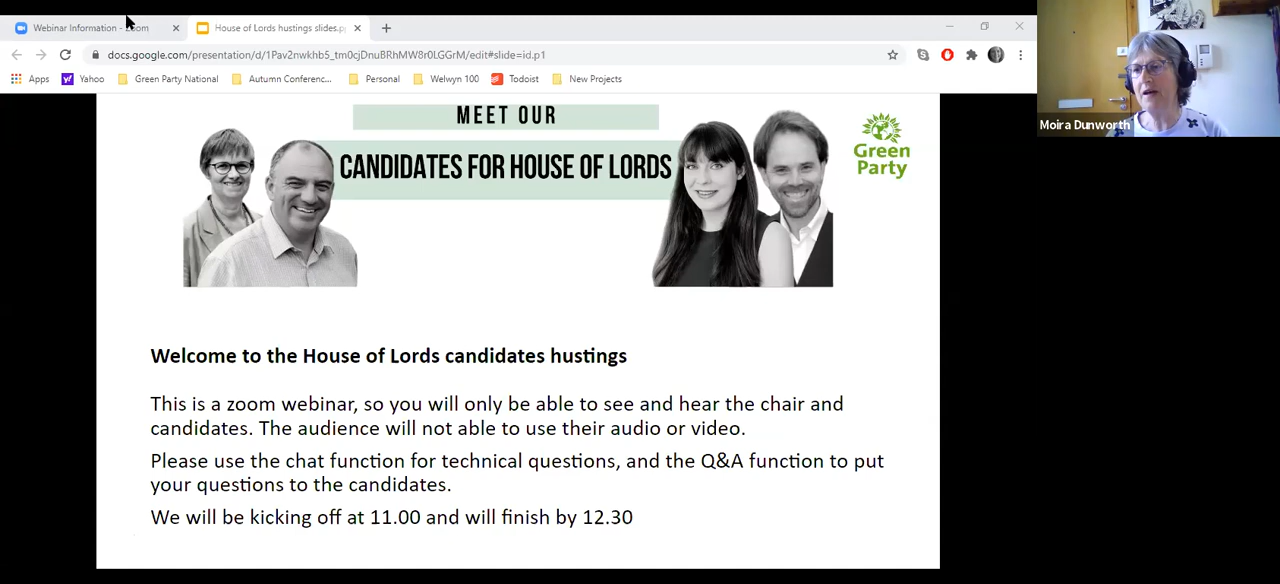 Webinar Information - Zoom
House of Lords hustings slides.p
docs.google.com/presentation/d/1Pav2nwkhb5_tm0cjDnuBRhMW8r0LGGrM/edit#slide=id.p1
Apps
Yahoo
Green Party National
Autumn Conferenc...
Personal
Welwyn 100
Todoist
New Projects
Moira Dunworth
MEET OUR
CANDIDATES FOR HOUSE OF LORDS
Green
Party
Welcome to the House of Lords candidates hustings
This is a zoom webinar, so you will only be able to see and hear the chair and
candidates. The audience will not able to use their audio or video.
Please use the chat function for technical questions, and the Q&A function to put
your questions to the candidates.
We will be kicking off at 11.00 and will finish by 12.30